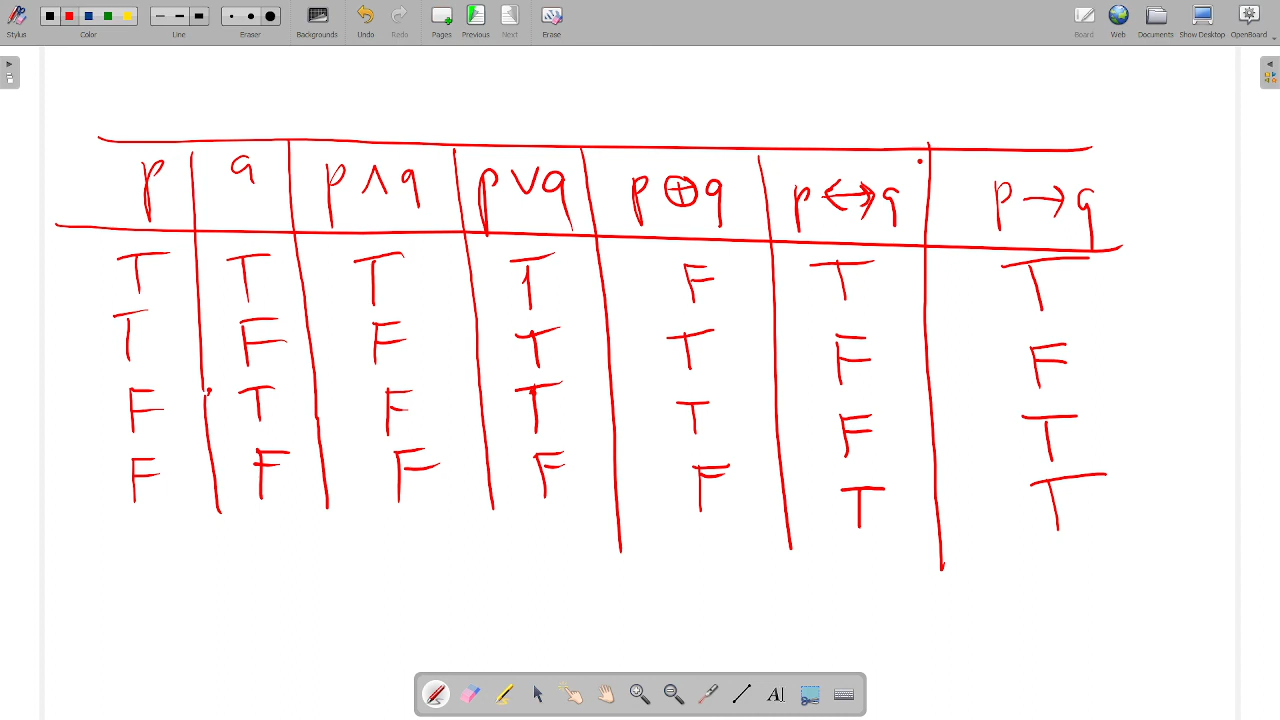 Stylus Color Line Eraser Backgrounds Undo Redo Pages Previous Next Erase Board Web Documents Show Desktop OpenBoard
p q p ∧ q p ∨ q p ⊕ q p ↔ q p → q
T T T T F T T
T F F T T F F
F T F T T F T
F F F F F T T